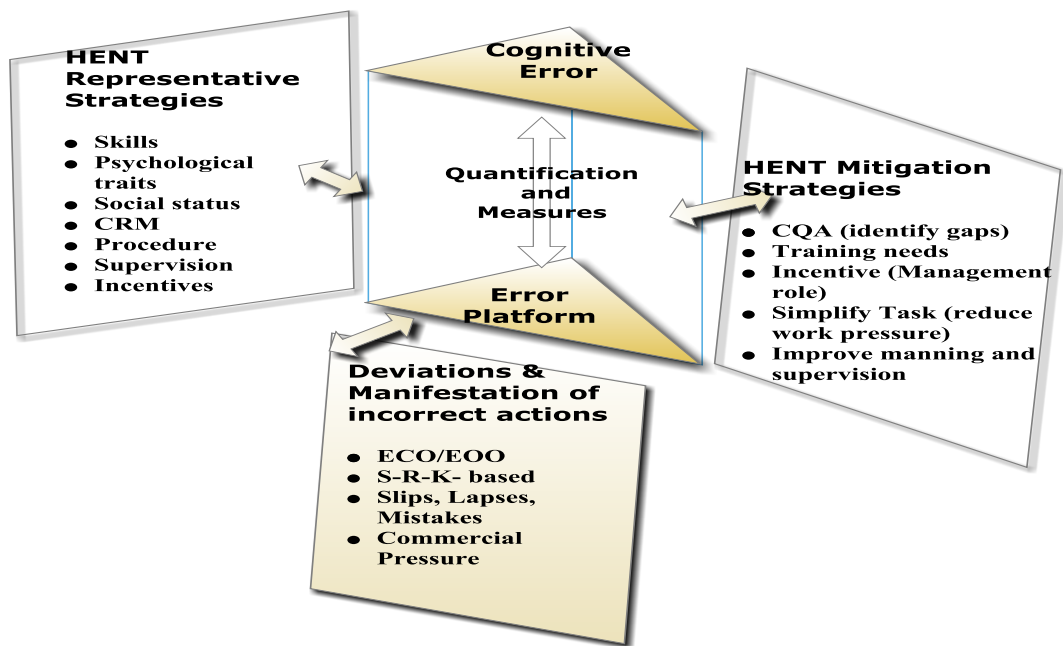 HENT
Representative
Strategies
● Skills
● Psychological
traits
● Social status
● CRM
● Procedure
● Supervision
● Incentives
Cognitive
Error
Quantification
and
Measures
Error
Platform
HENT Mitigation
Strategies
● CQA (identify gaps)
● Training needs
● Incentive (Management
role)
● Simplify Task (reduce
work pressure)
● Improve manning and
supervision
Deviations &
Manifestation of
incorrect actions
● ECO/EOO
● S-R-K- based
● Slips, Lapses,
Mistakes
● Commercial
Pressure